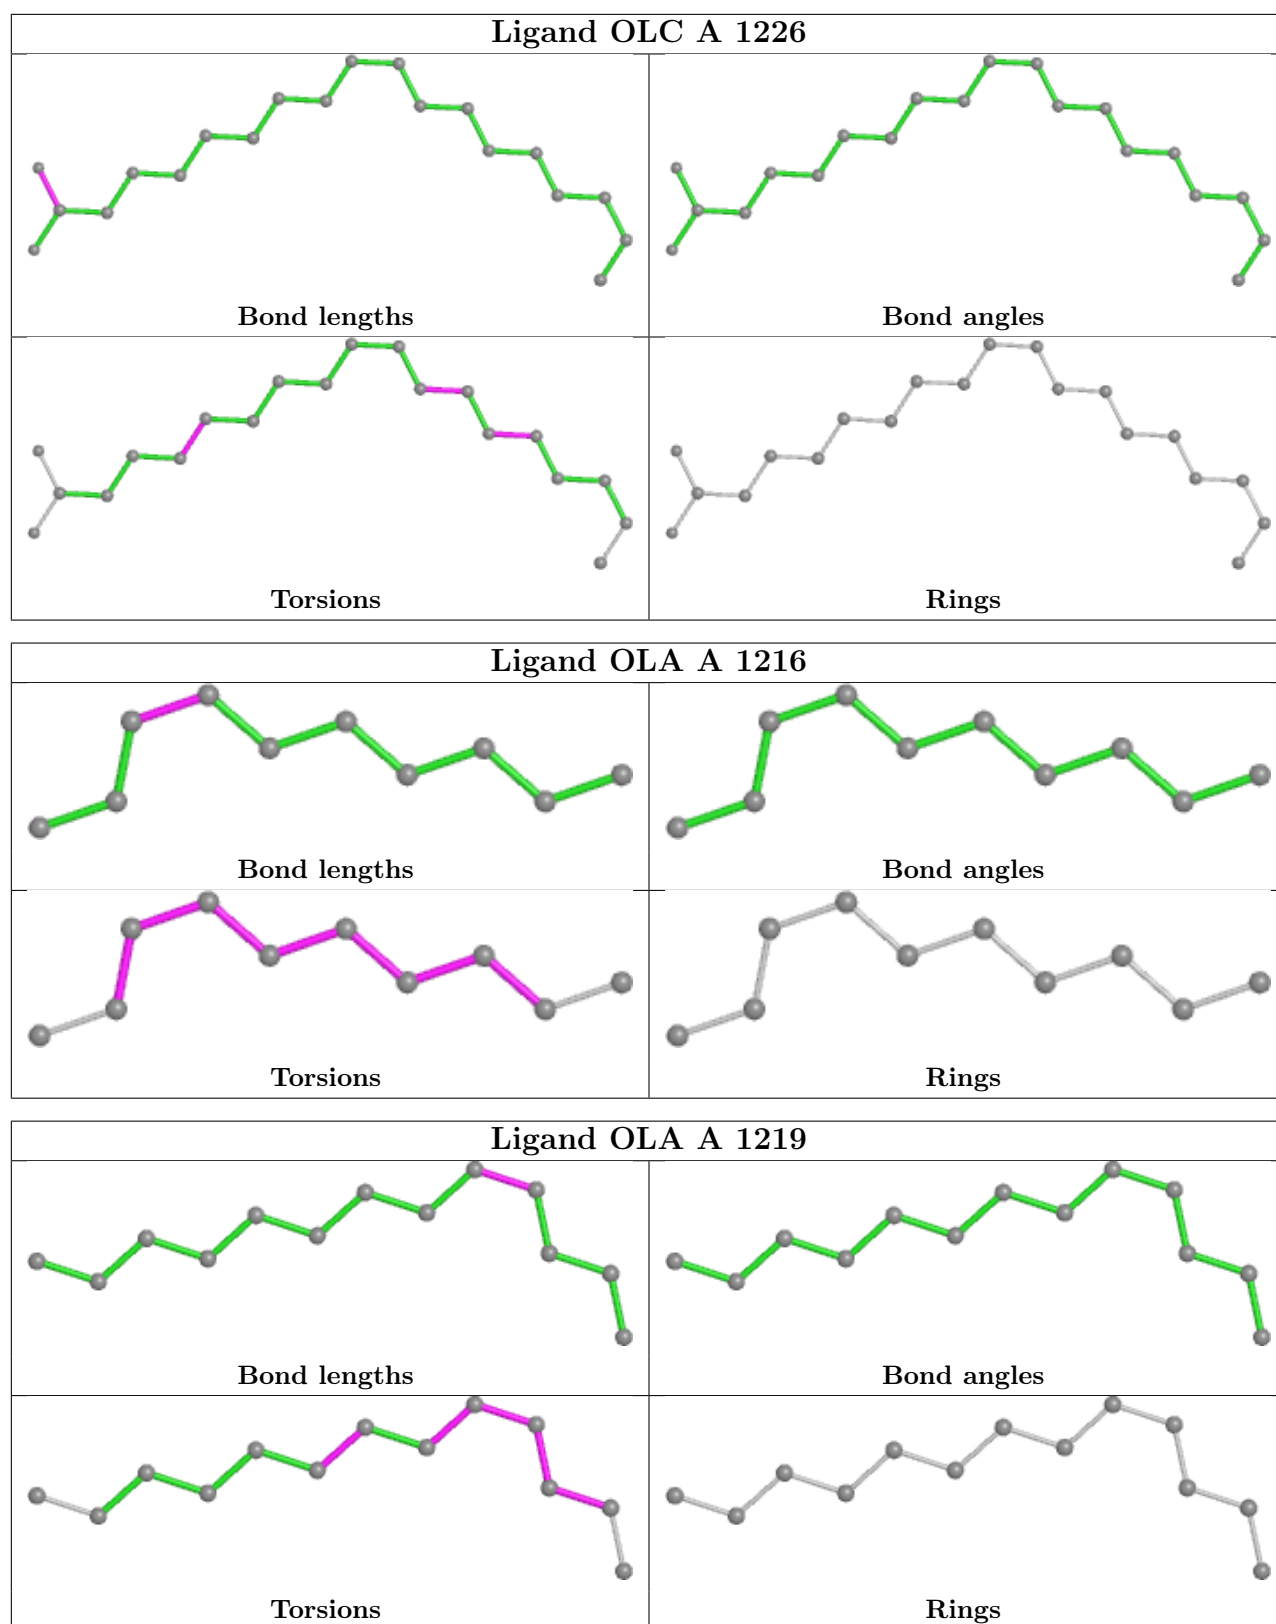 Ligand OLC A 1226
Bond lengths
Bond angles
Torsions
Rings
Ligand OLA A 1216
Bond lengths
Bond angles
Torsions
Rings
Ligand OLA A 1219
Bond lengths
Bond angles
Torsions
Rings